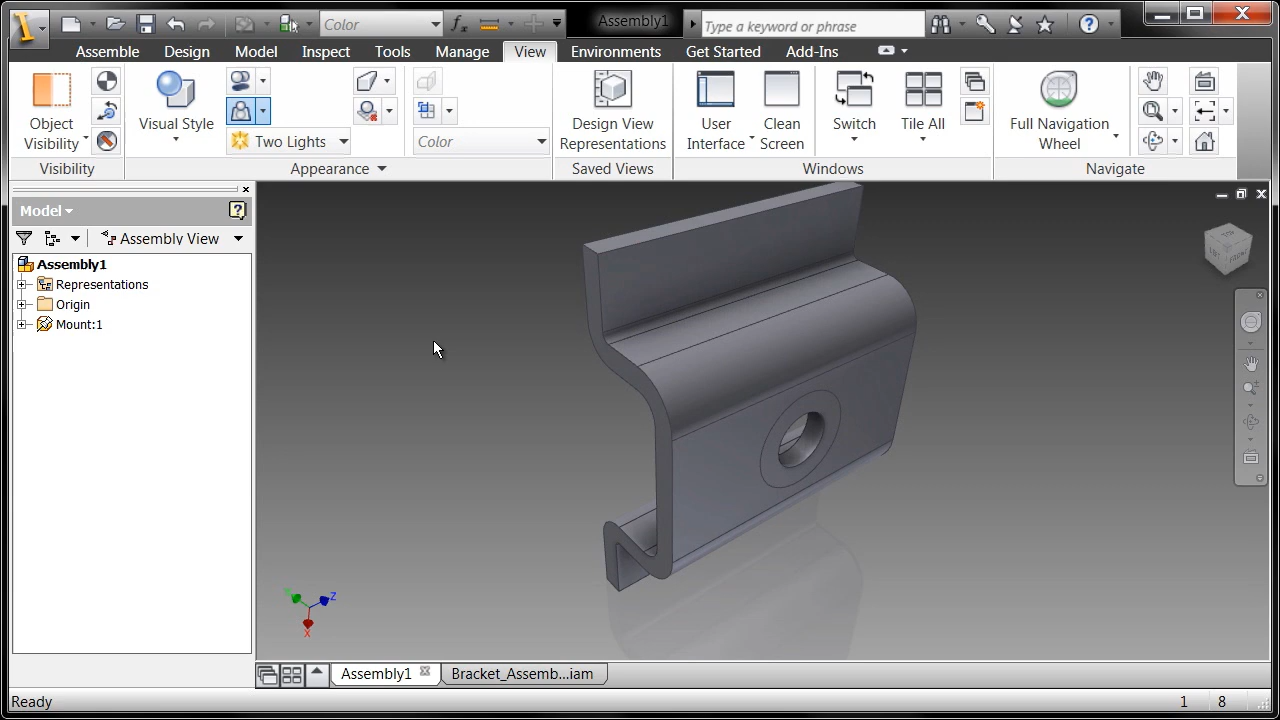 Color
Assembly1
Type a keyword or phrase
Assemble Design Model Inspect Tools Manage View Environments Get Started Add-Ins
Object Visibility
Visual Style
Two Lights
Color
Design View Representations
User Interface
Clean Screen
Switch
Tile All
Full Navigation Wheel
Visibility Appearance Saved Views Windows Navigate
Model
Assembly View
Assembly1
Representations
Origin
Mount:1
Z
X
Assembly1 Bracket_Assemb...iam
Ready 1 8